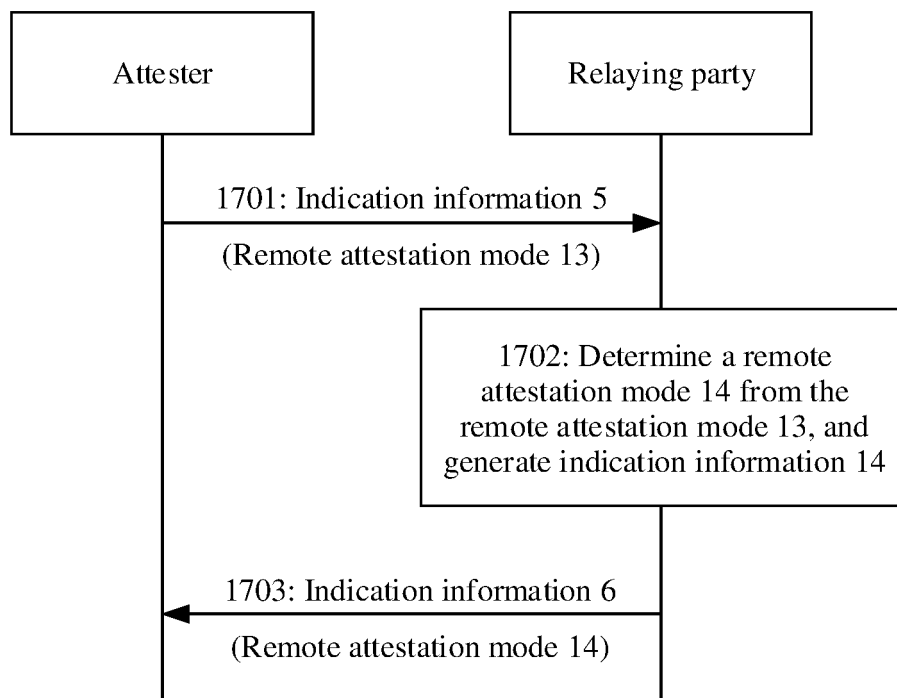 Attester
Relaying party
1701: Indication information 5
(Remote attestation mode 13)
1702: Determine a remote
attestation mode 14 from the
remote attestation mode 13, and
generate indication information 14
1703: Indication information 6
(Remote attestation mode 14)